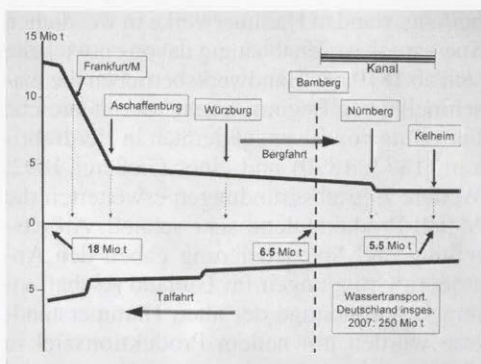 15 Mio t
Frankfurt/M
Kanal
10
Aschaffenburg
Würzburg
Bamberg
Nürnberg
Kelheim
Bergfahrt
5
0
18 Mio t
6.5 Mio t
5.5 Mio t
5
Talfahrt
Wassertransport.
Deutschland insges.
2007: 250 Mio t